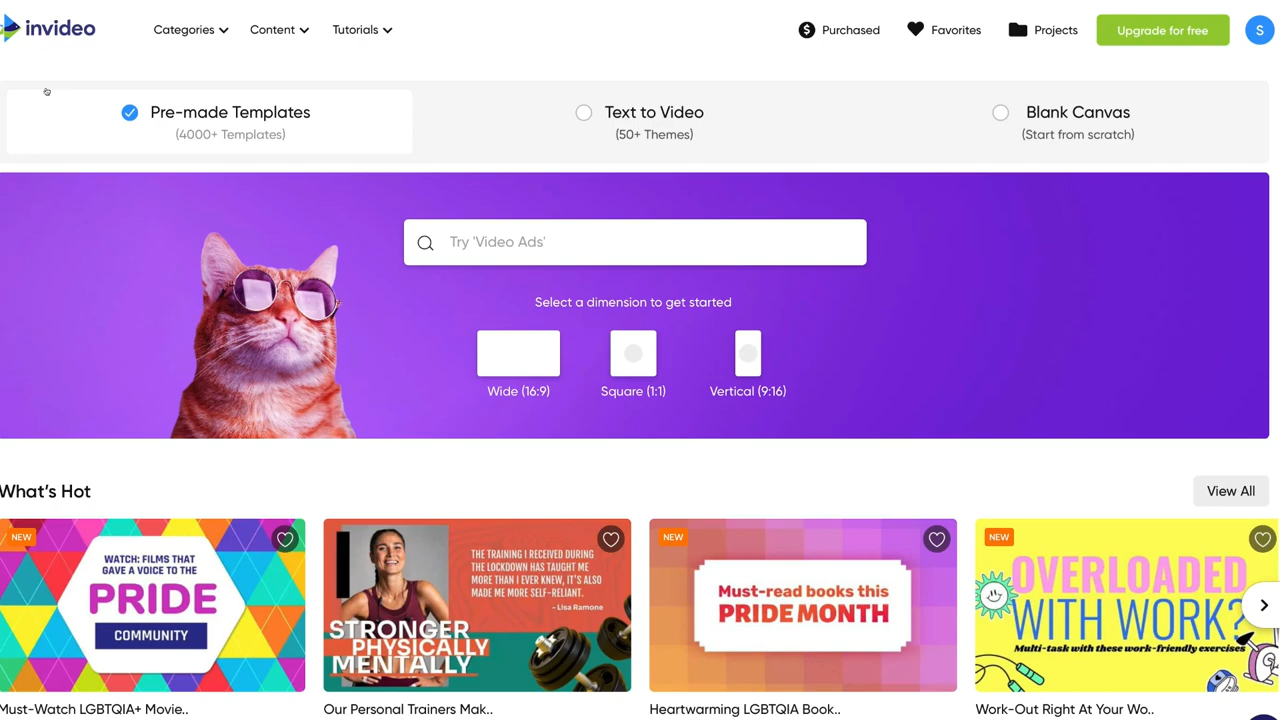 invideo
Categories
Content
Tutorials
Purchased
Favorites
Projects
Upgrade for free
S
Pre-made Templates
(4000+ Templates)
Text to Video
(50+ Themes)
Blank Canvas
(Start from scratch)
Try 'Video Ads'
Select a dimension to get started
Wide (16:9)
Square (1:1)
Vertical (9:16)
What's Hot
View All
NEW
WATCH: FILMS THAT
GAVE A VOICE TO THE
PRIDE
COMMUNITY
THE TRAINING I RECEIVED DURING
THE LOCKDOWN HAS TAUGHT ME
MORE THAN I EVER KNEW, IT'S ALSO
MADE ME MORE SELF-RELIANT.
– Lisa Ramone
STRONGER
PHYSICALLY
MENTALLY
NEW
Must-read books this
PRIDE MONTH
NEW
OVERLOADED
WITH WORK?
Multi-task with these work-friendly exercises
Must-Watch LGBTQIA+ Movie..
Our Personal Trainers Mak..
Heartwarming LGBTQIA Book..
Work-Out Right At Your Wo..